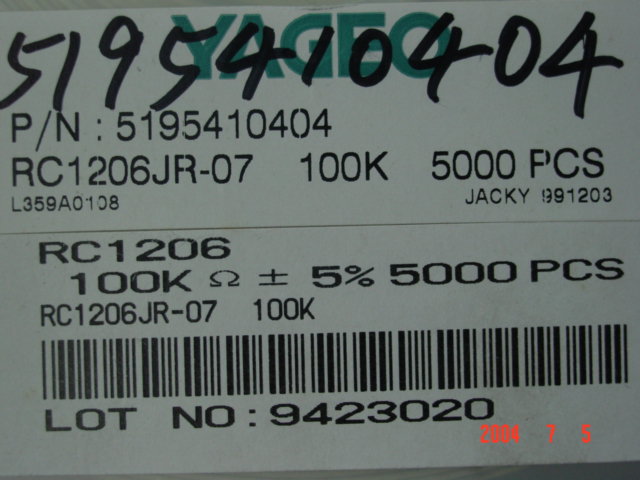 YAGEO
5195410404
P/N : 5195410404
RC1206JR-07 100K 5000 PCS
L359A0108 JACKY 991203
RC1206
100K Ω ± 5% 5000 PCS
RC1206JR-07 100K
LOT NO: 9423020
2004 7 5